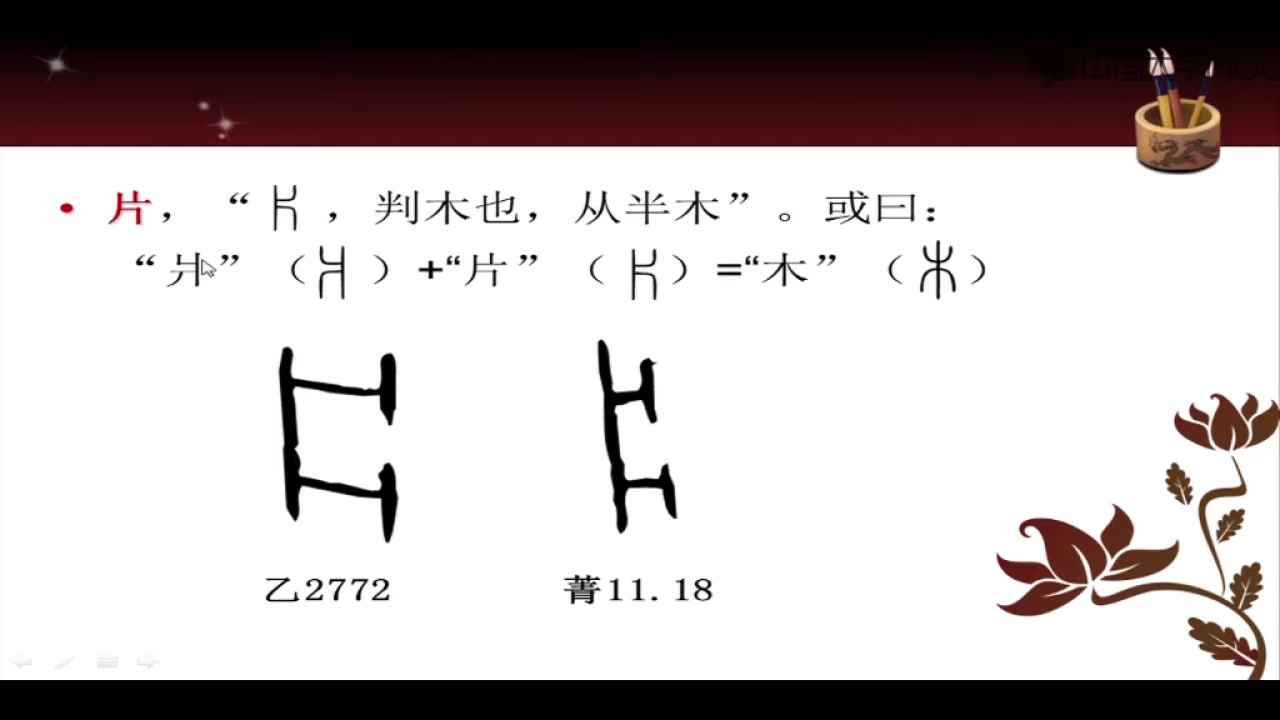 • 片，“片，判木也，从半木”。或曰：
“爿”（爿）+“片”（片）=“木”（木）
乙2772
菁11.18